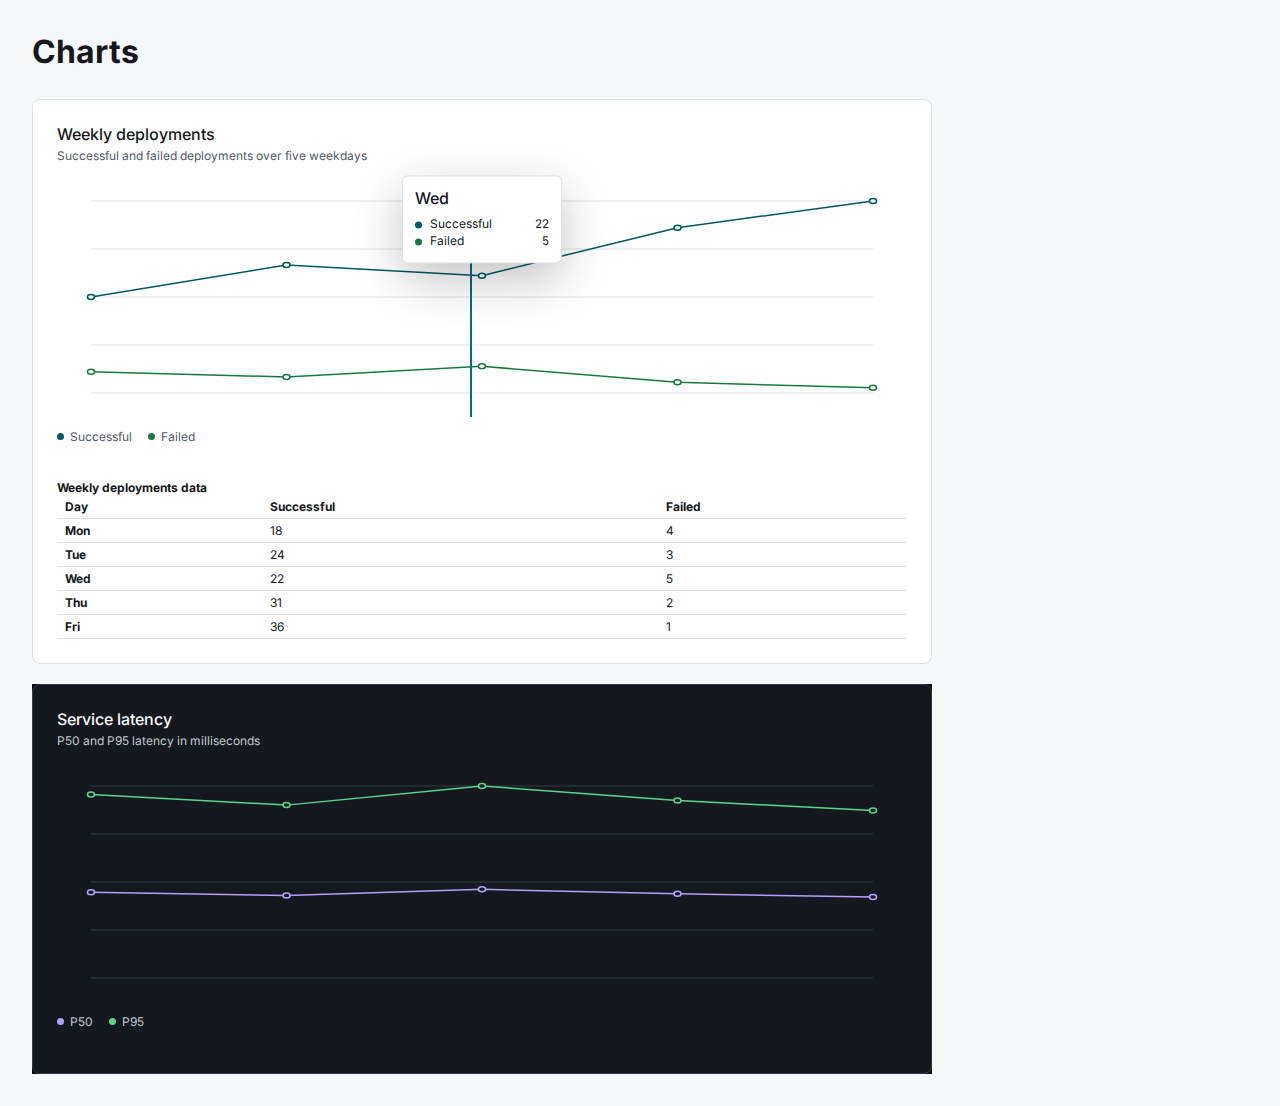 Charts
Weekly deployments
Successful and failed deployments over five weekdays
Wed
Successful 22
Failed 5
Successful Failed
Weekly deployments data
Day Successful Failed
Mon 18 4
Tue 24 3
Wed 22 5
Thu 31 2
Fri 36 1
Service latency
P50 and P95 latency in milliseconds
P50 P95